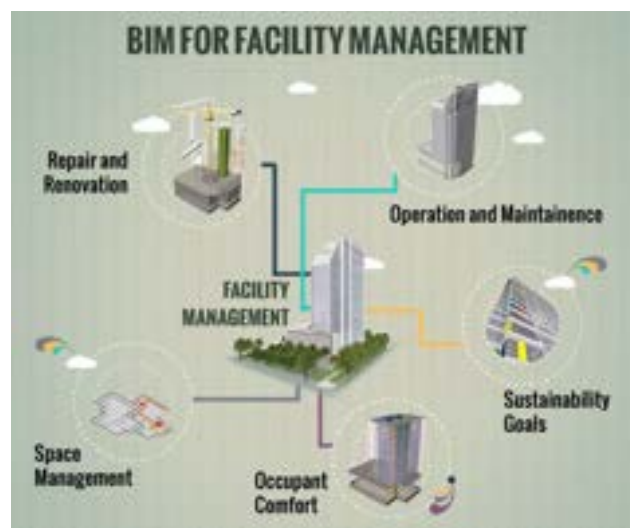 BIM FOR FACILITY MANAGEMENT
Repair and
Renovation
Operation and Maintainence
FACILITY
MANAGEMENT
Sustainability
Goals
Space
Management
Occupant
Comfort